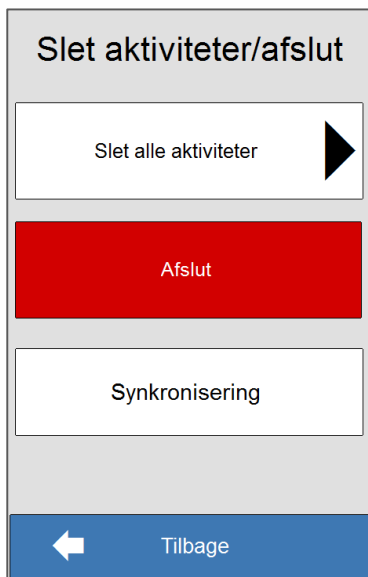 Slet aktiviteter/afslut
Slet alle aktiviteter
Afslut
Synkronisering
Tilbage